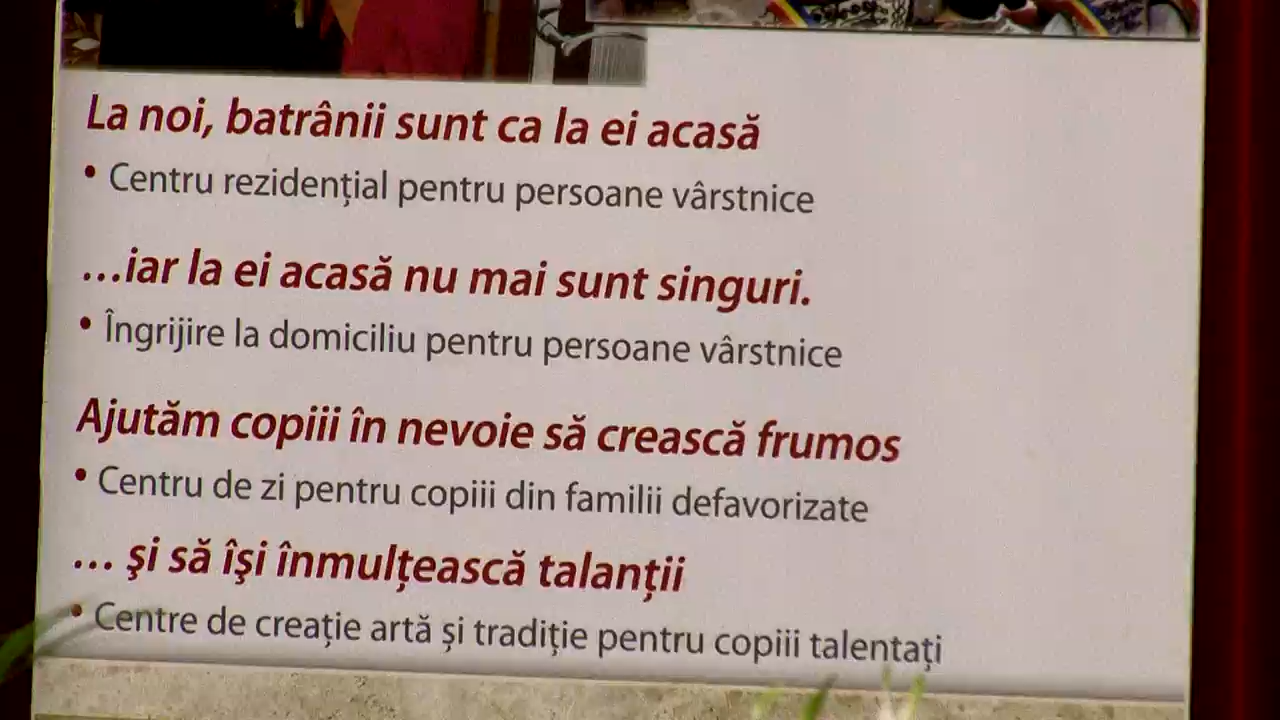 La noi, batrânii sunt ca la ei acasă
• Centru rezidențial pentru persoane vârstnice
...iar la ei acasă nu mai sunt singuri.
• Îngrijire la domiciliu pentru persoane vârstnice
Ajutăm copiii în nevoie să crească frumos
• Centru de zi pentru copiii din familii defavorizate
... şi să îşi înmulțească talanții
• Centre de creație artă și tradiție pentru copiii talentați